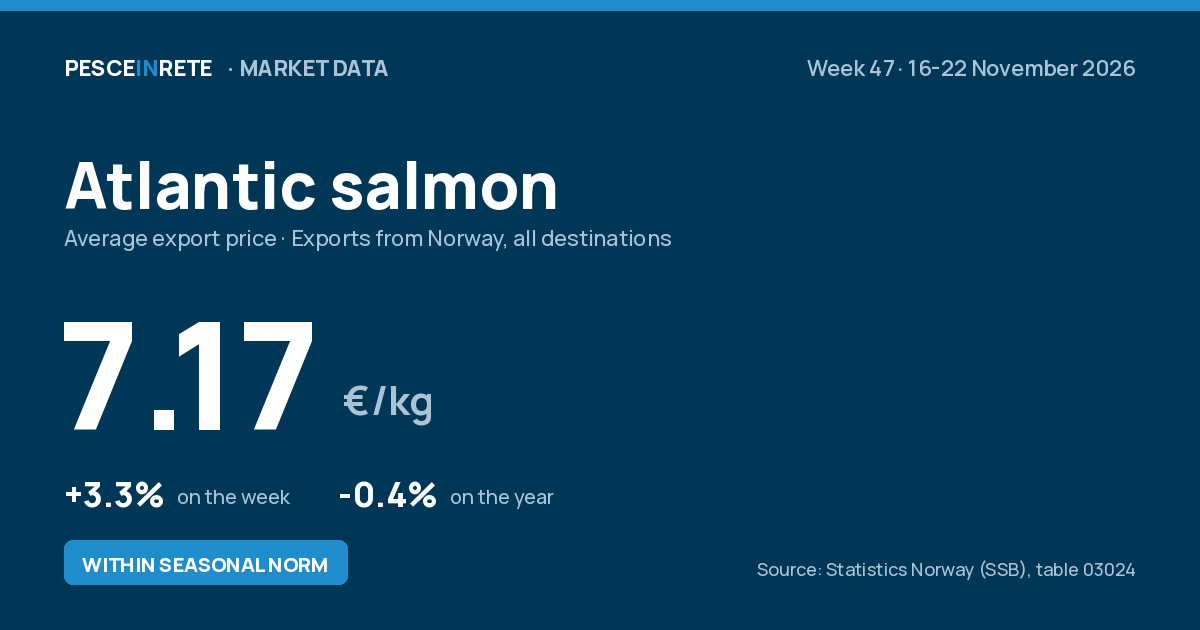 PESCEINRETE · MARKET DATA
Week 47 · 16-22 November 2026
Atlantic salmon
Average export price · Exports from Norway, all destinations
7.17 €/kg
+3.3% on the week -0.4% on the year
WITHIN SEASONAL NORM
Source: Statistics Norway (SSB), table 03024